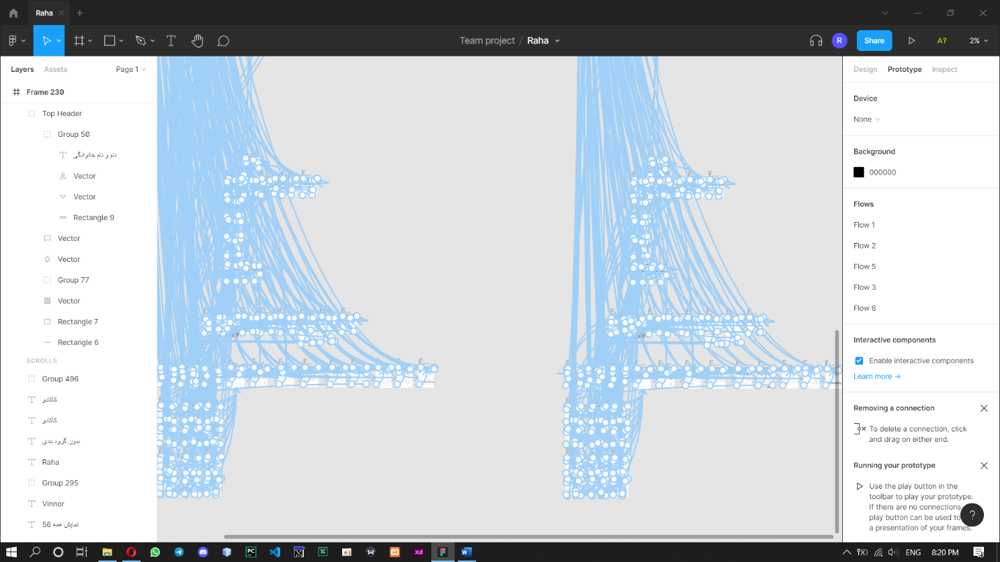 Raha
Team project / Raha
R
Share
A?
2%
Layers
Assets
Page 1
Frame 230
Top Header
Group 50
نام و نام خانوادگی
Vector
Vector
Rectangle 9
Vector
Vector
Group 77
Vector
Rectangle 7
Rectangle 6
SCROLLS
Group 496
کاکادو
کاکادو
بدون گروه بندی
Raha
Group 295
Vinnor
نمایش همه 56
Design
Prototype
Inspect
Device
None
Background
000000
Flows
Flow 1
Flow 2
Flow 5
Flow 3
Flow 6
Interactive components
Enable interactive components
Learn more →
Removing a connection
To delete a connection, click
and drag on either end.
Running your prototype
Use the play button in the
toolbar to play your prototype.
If there are no connections
play button can be used to
a presentation of your frames.
?
PC
Xd
W
ENG
8:20 PM